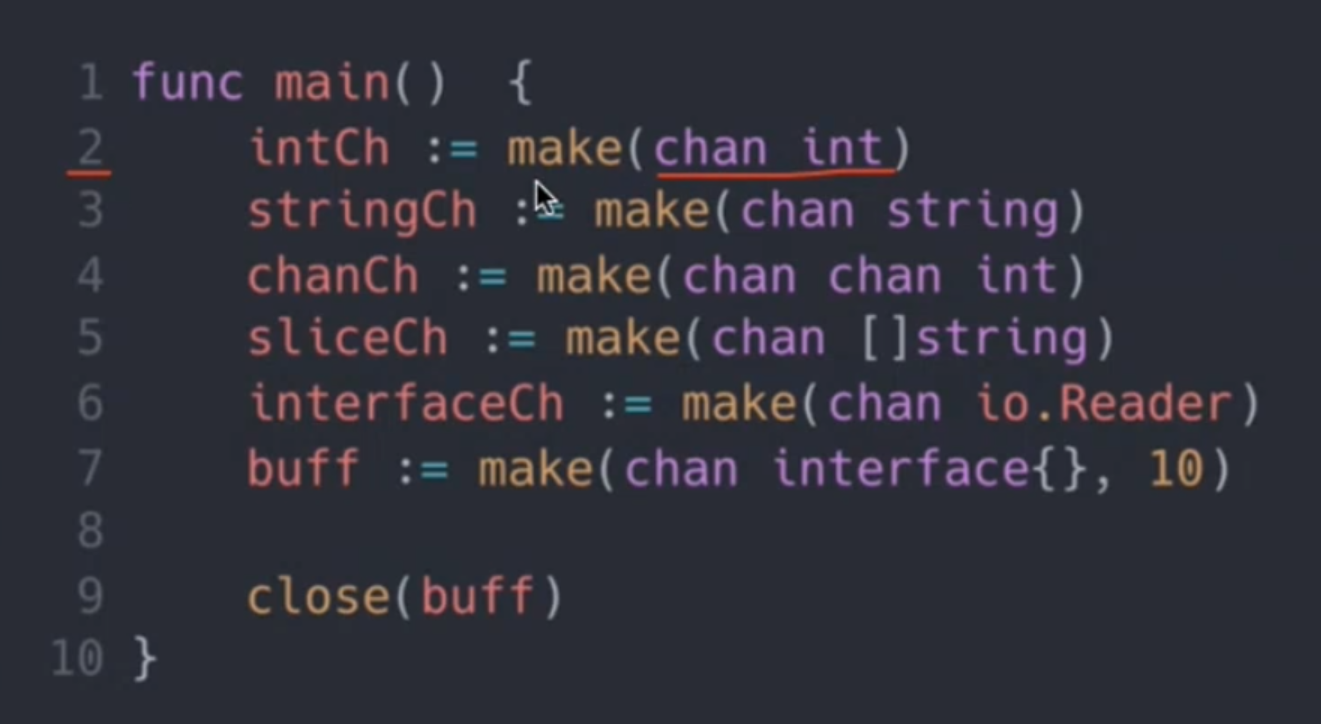 1 func main() {
2 intCh := make(chan int)
3 stringCh := make(chan string)
4 chanCh := make(chan chan int)
5 sliceCh := make(chan []string)
6 interfaceCh := make(chan io.Reader)
7 buff := make(chan interface{}, 10)
8
9 close(buff)
10 }